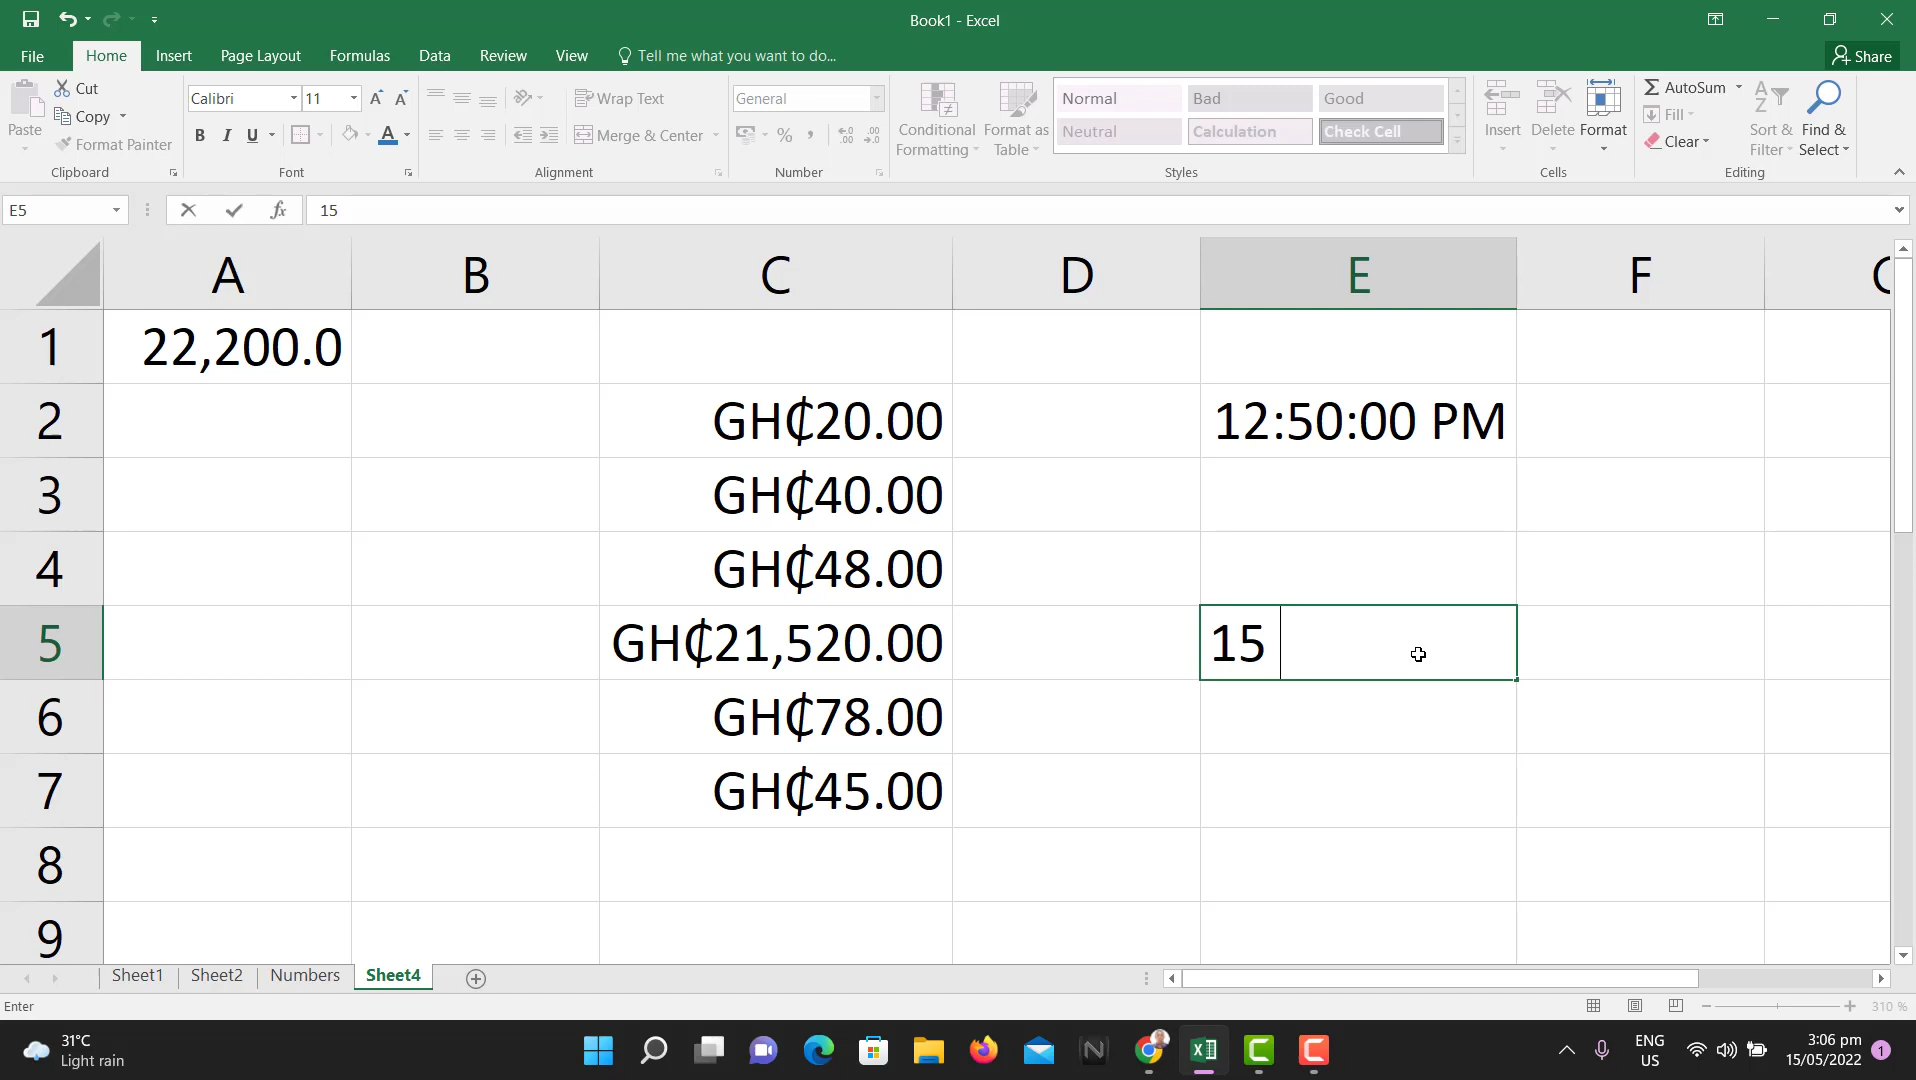 Book1 - Excel
File Home Insert Page Layout Formulas Data Review View Tell me what you want to do... Share
Paste
Cut
Copy
Format Painter
Clipboard
Calibri 11
B I U
Font
Wrap Text
Merge & Center
Alignment
General
%
Number
Conditional Formatting
Format as Table
Normal Bad Good
Neutral Calculation Check Cell
Styles
Insert Delete Format
Cells
AutoSum
Fill
Clear
Sort & Filter
Find & Select
Editing
E5 fx 15
A B C D E F
1 22,200.0
2 GH₵20.00 12:50:00 PM
3 GH₵40.00
4 GH₵48.00
5 GH₵21,520.00 15
6 GH₵78.00
7 GH₵45.00
8
9
Sheet1 Sheet2 Numbers Sheet4
Enter 310 %
31°C
Light rain
ENG
US
3:06 pm
15/05/2022
1